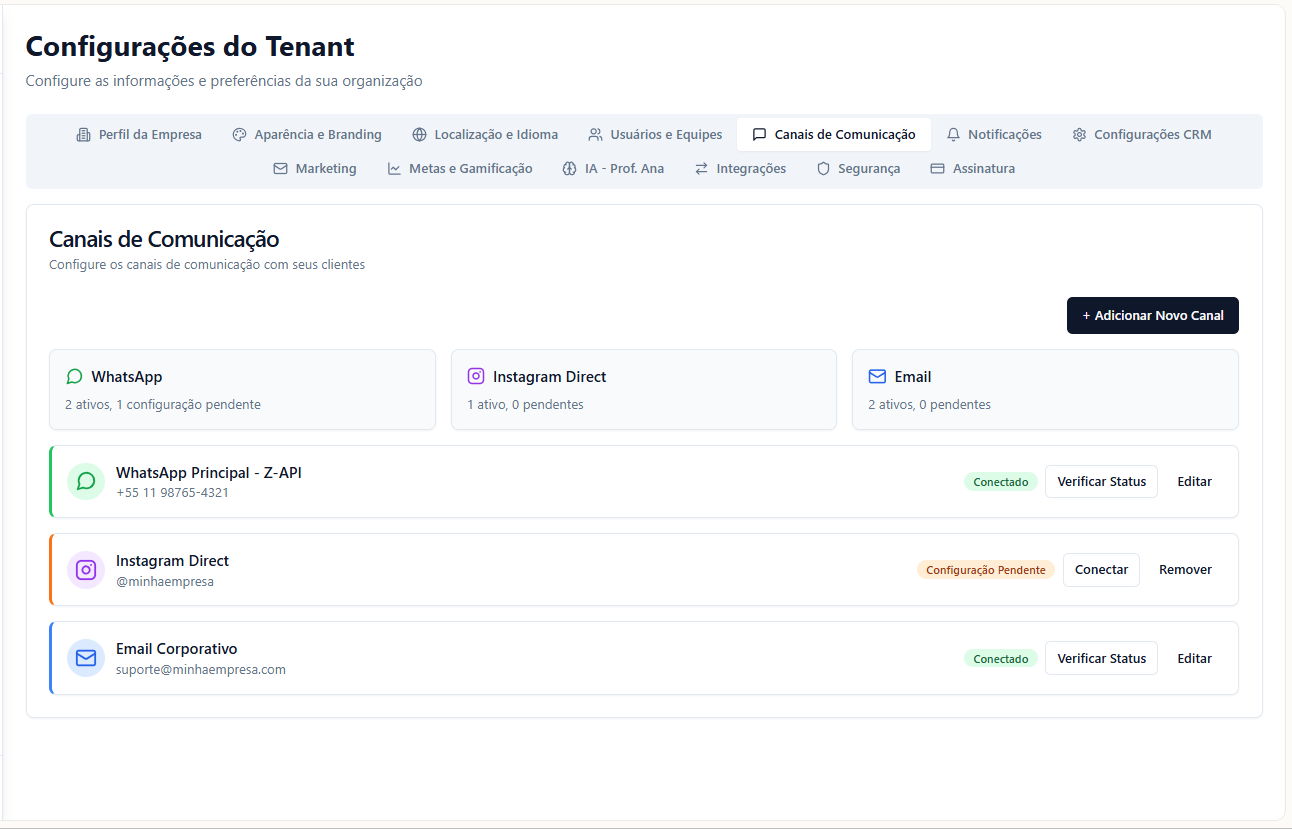 Configurações do Tenant
Configure as informações e preferências da sua organização
Perfil da Empresa Aparência e Branding Localização e Idioma Usuários e Equipes Canais de Comunicação Notificações Configurações CRM
Marketing Metas e Gamificação IA - Prof. Ana Integrações Segurança Assinatura
Canais de Comunicação
Configure os canais de comunicação com seus clientes
+ Adicionar Novo Canal
WhatsApp
2 ativos, 1 configuração pendente
Instagram Direct
1 ativo, 0 pendentes
Email
2 ativos, 0 pendentes
WhatsApp Principal - Z-API
+55 11 98765-4321
Conectado Verificar Status Editar
Instagram Direct
@minhaempresa
Configuração Pendente Conectar Remover
Email Corporativo
suporte@minhaempresa.com
Conectado Verificar Status Editar